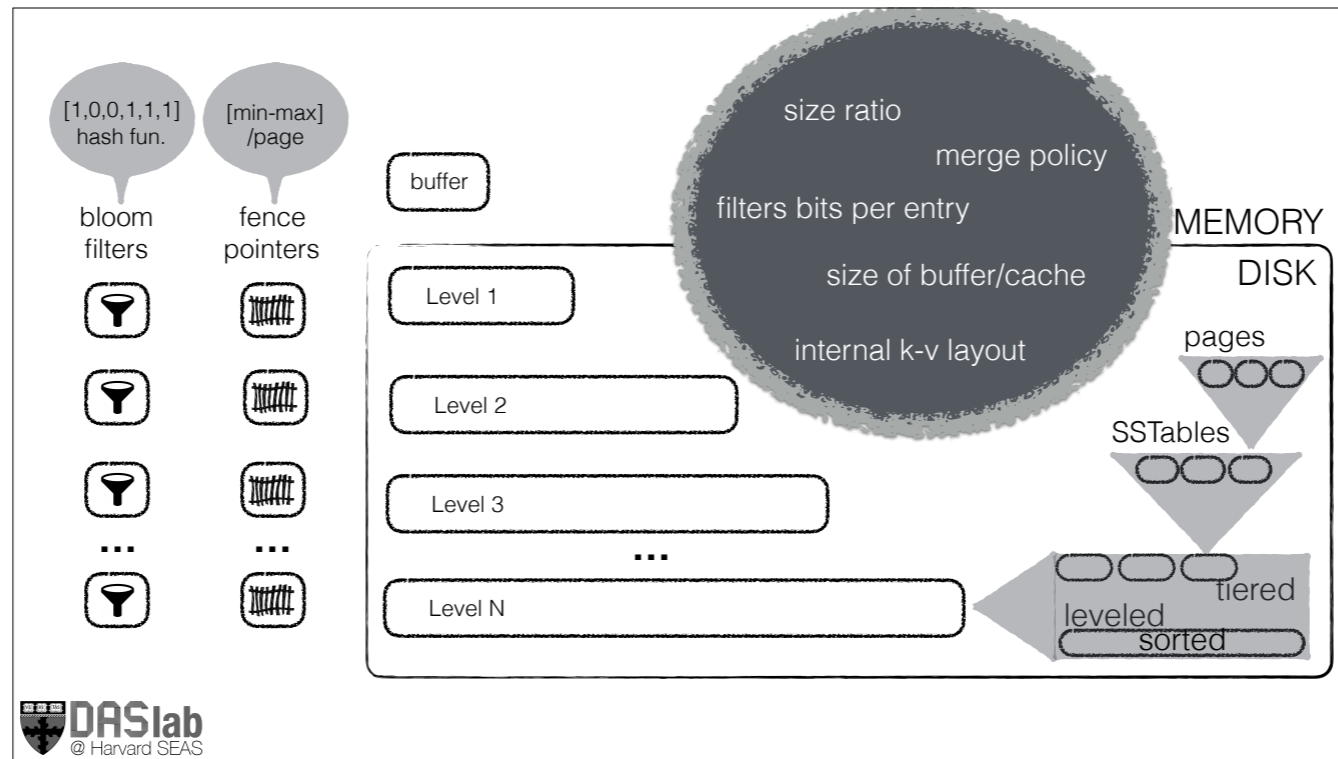 [1,0,0,1,1,1]
hash fun.
[min-max]
/page
bloom
filters
fence
pointers
buffer
size ratio
merge policy
filters bits per entry
size of buffer/cache
internal k-v layout
MEMORY
DISK
Level 1
Level 2
Level 3
...
...
...
Level N
pages
SSTables
tiered
leveled
sorted
DASlab
@ Harvard SEAS